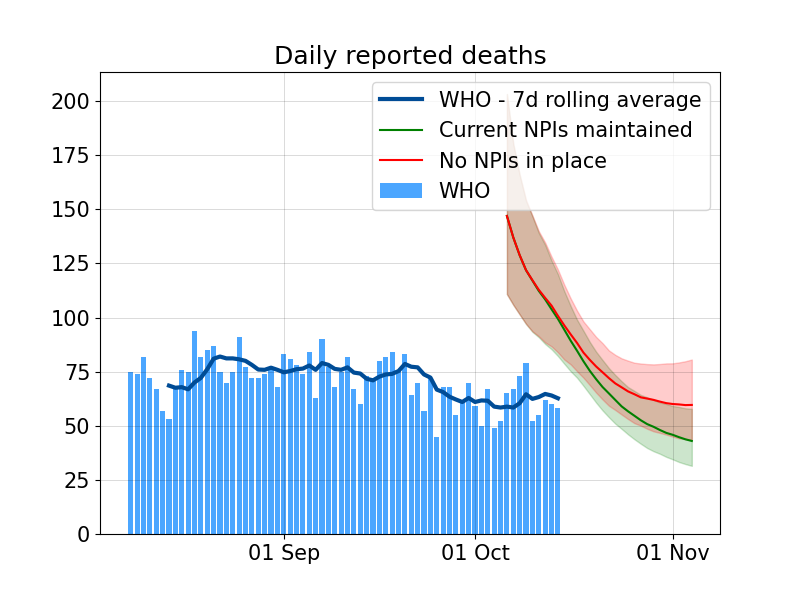 Daily reported deaths
WHO - 7d rolling average
Current NPIs maintained
No NPIs in place
WHO
200
175
150
125
100
75
50
25
0
01 Sep
01 Oct
01 Nov